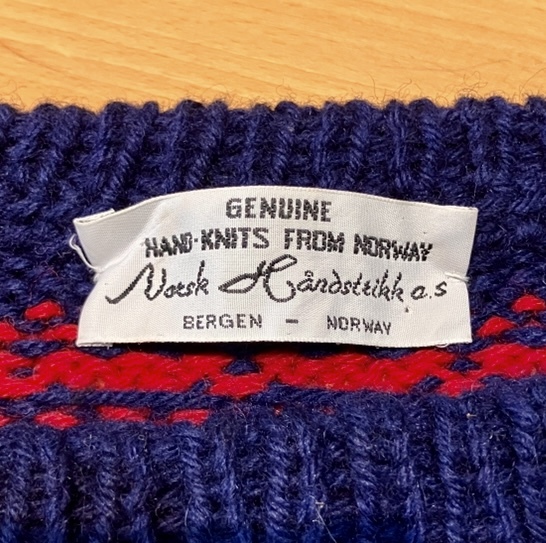 GENUINE
HAND-KNITS FROM NORWAY
Norsk Håndstrikk a.s
BERGEN - NORWAY